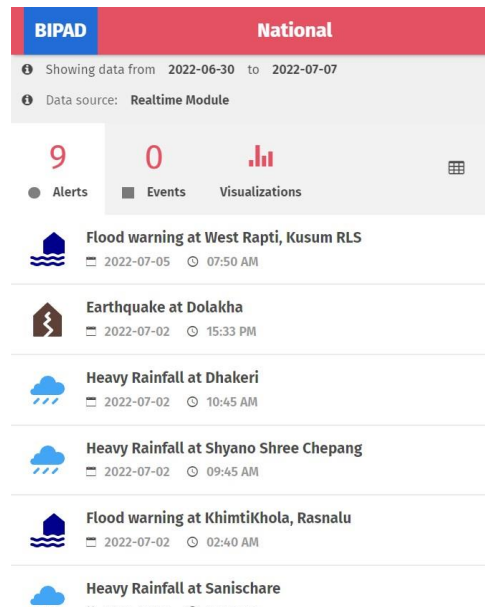 BIPAD National
Showing data from 2022-06-30 to 2022-07-07
Data source: Realtime Module
9 0
Alerts Events Visualizations
Flood warning at West Rapti, Kusum RLS
2022-07-05 07:50 AM
Earthquake at Dolakha
2022-07-02 15:33 PM
Heavy Rainfall at Dhakeri
2022-07-02 10:45 AM
Heavy Rainfall at Shyano Shree Chepang
2022-07-02 09:45 AM
Flood warning at KhimtiKhola, Rasnalu
2022-07-02 02:40 AM
Heavy Rainfall at Sanischare